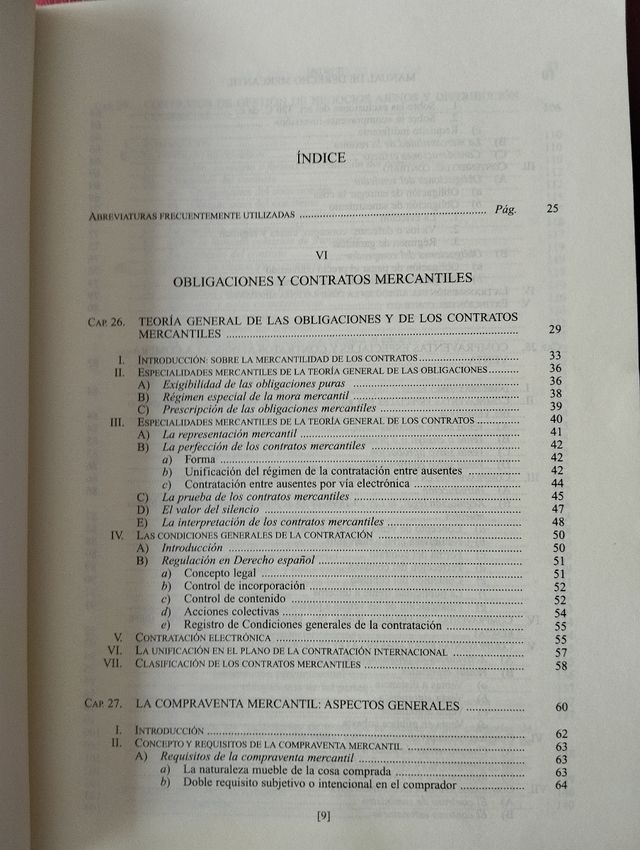 ÍNDICE
ABREVIATURAS FRECUENTEMENTE UTILIZADAS ........ Pág. 25
VI
OBLIGACIONES Y CONTRATOS MERCANTILES
CAP. 26. TEORÍA GENERAL DE LAS OBLIGACIONES Y DE LOS CONTRATOS
MERCANTILES ........ 29
I. INTRODUCCIÓN: SOBRE LA MERCANTILIDAD DE LOS CONTRATOS ........ 33
II. ESPECIALIDADES MERCANTILES DE LA TEORÍA GENERAL DE LAS OBLIGACIONES ........ 36
A) Exigibilidad de las obligaciones puras ........ 36
B) Régimen especial de la mora mercantil ........ 38
C) Prescripción de las obligaciones mercantiles ........ 39
III. ESPECIALIDADES MERCANTILES DE LA TEORÍA GENERAL DE LOS CONTRATOS ........ 40
A) La representación mercantil ........ 41
B) La perfección de los contratos mercantiles ........ 42
a) Forma ........ 42
b) Unificación del régimen de la contratación entre ausentes ........ 42
c) Contratación entre ausentes por vía electrónica ........ 44
C) La prueba de los contratos mercantiles ........ 45
D) El valor del silencio ........ 47
E) La interpretación de los contratos mercantiles ........ 48
IV. LAS CONDICIONES GENERALES DE LA CONTRATACIÓN ........ 50
A) Introducción ........ 50
B) Regulación en Derecho español ........ 51
a) Concepto legal ........ 51
b) Control de incorporación ........ 52
c) Control de contenido ........ 52
d) Acciones colectivas ........ 54
e) Registro de Condiciones generales de la contratación ........ 55
V. CONTRATACIÓN ELECTRÓNICA ........ 55
VI. LA UNIFICACIÓN EN EL PLANO DE LA CONTRATACIÓN INTERNACIONAL ........ 57
VII. CLASIFICACIÓN DE LOS CONTRATOS MERCANTILES ........ 58
CAP. 27. LA COMPRAVENTA MERCANTIL: ASPECTOS GENERALES ........ 60
I. INTRODUCCIÓN ........ 62
II. CONCEPTO Y REQUISITOS DE LA COMPRAVENTA MERCANTIL ........ 63
A) Requisitos de la compraventa mercantil ........ 63
a) La naturaleza mueble de la cosa comprada ........ 63
b) Doble requisito subjetivo o intencional en el comprador ........ 64
[9]